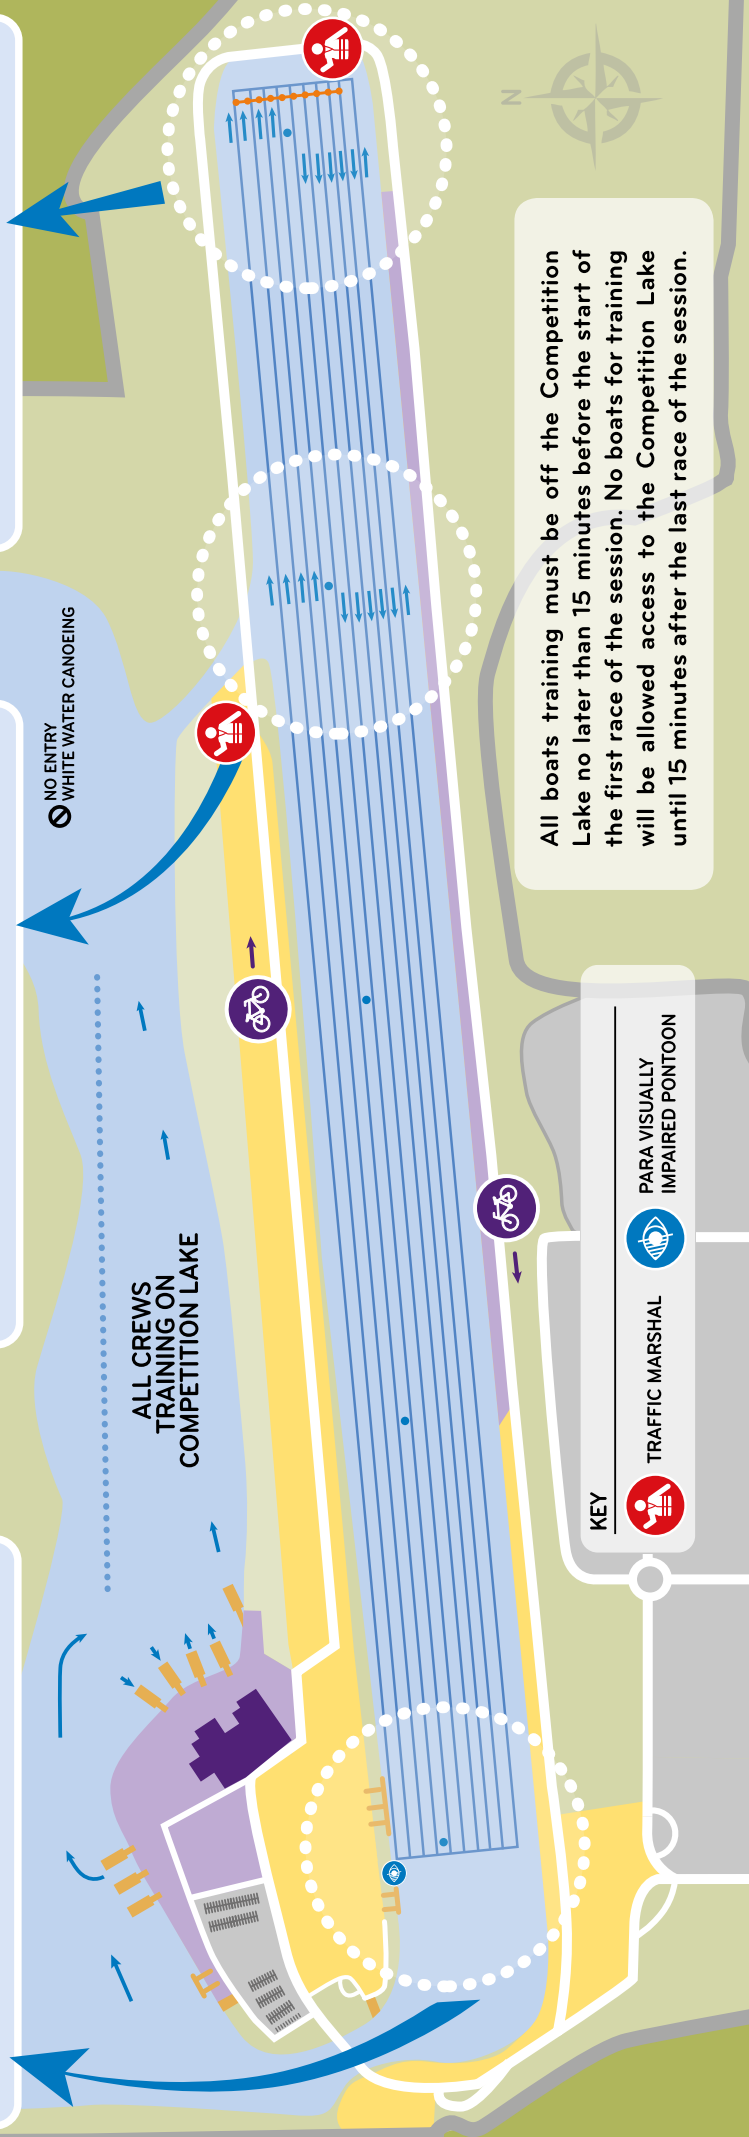 N
NO ENTRY
WHITE WATER CANOEING
ALL CREWS
TRAINING ON
COMPETITION LAKE
All boats training must be off the Competition
Lake no later than 15 minutes before the start of
the first race of the session. No boats for training
will be allowed access to the Competition Lake
until 15 minutes after the last race of the session.
KEY
TRAFFIC MARSHAL
PARA VISUALLY
IMPAIRED PONTOON